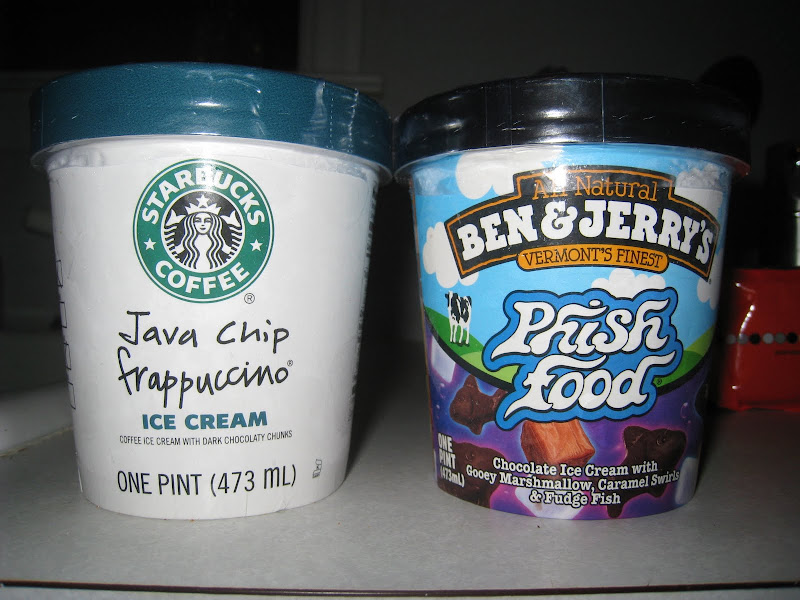 STARBUCKS
COFFEE
®
Java Chip
frappuccino®
ICE CREAM
COFFEE ICE CREAM WITH DARK CHOCOLATY CHUNKS
ONE PINT (473 mL)
All Natural
BEN & JERRY'S
VERMONT'S FINEST
Phish
Food®
ONE
PINT
(473mL)
Chocolate Ice Cream with
Gooey Marshmallow, Caramel Swirls
& Fudge Fish